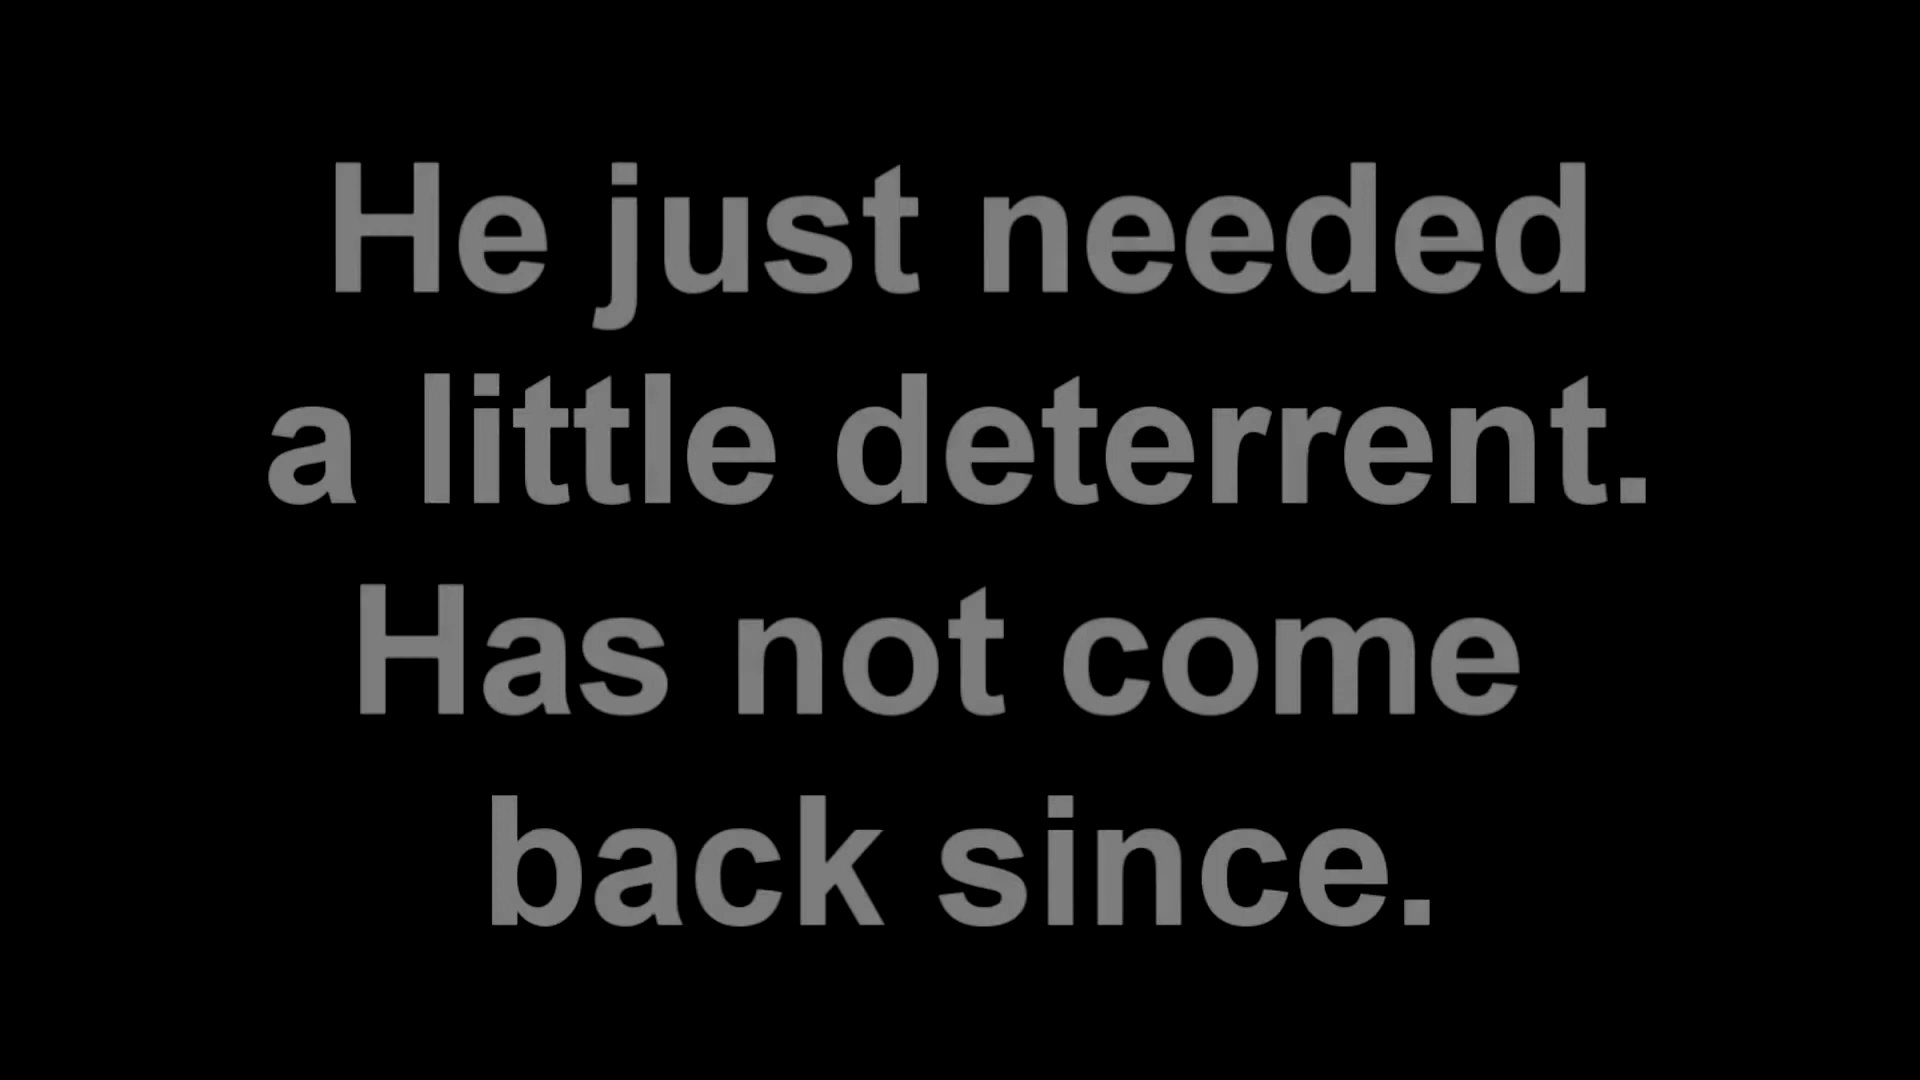 He just needed
a little deterrent.
Has not come
back since.